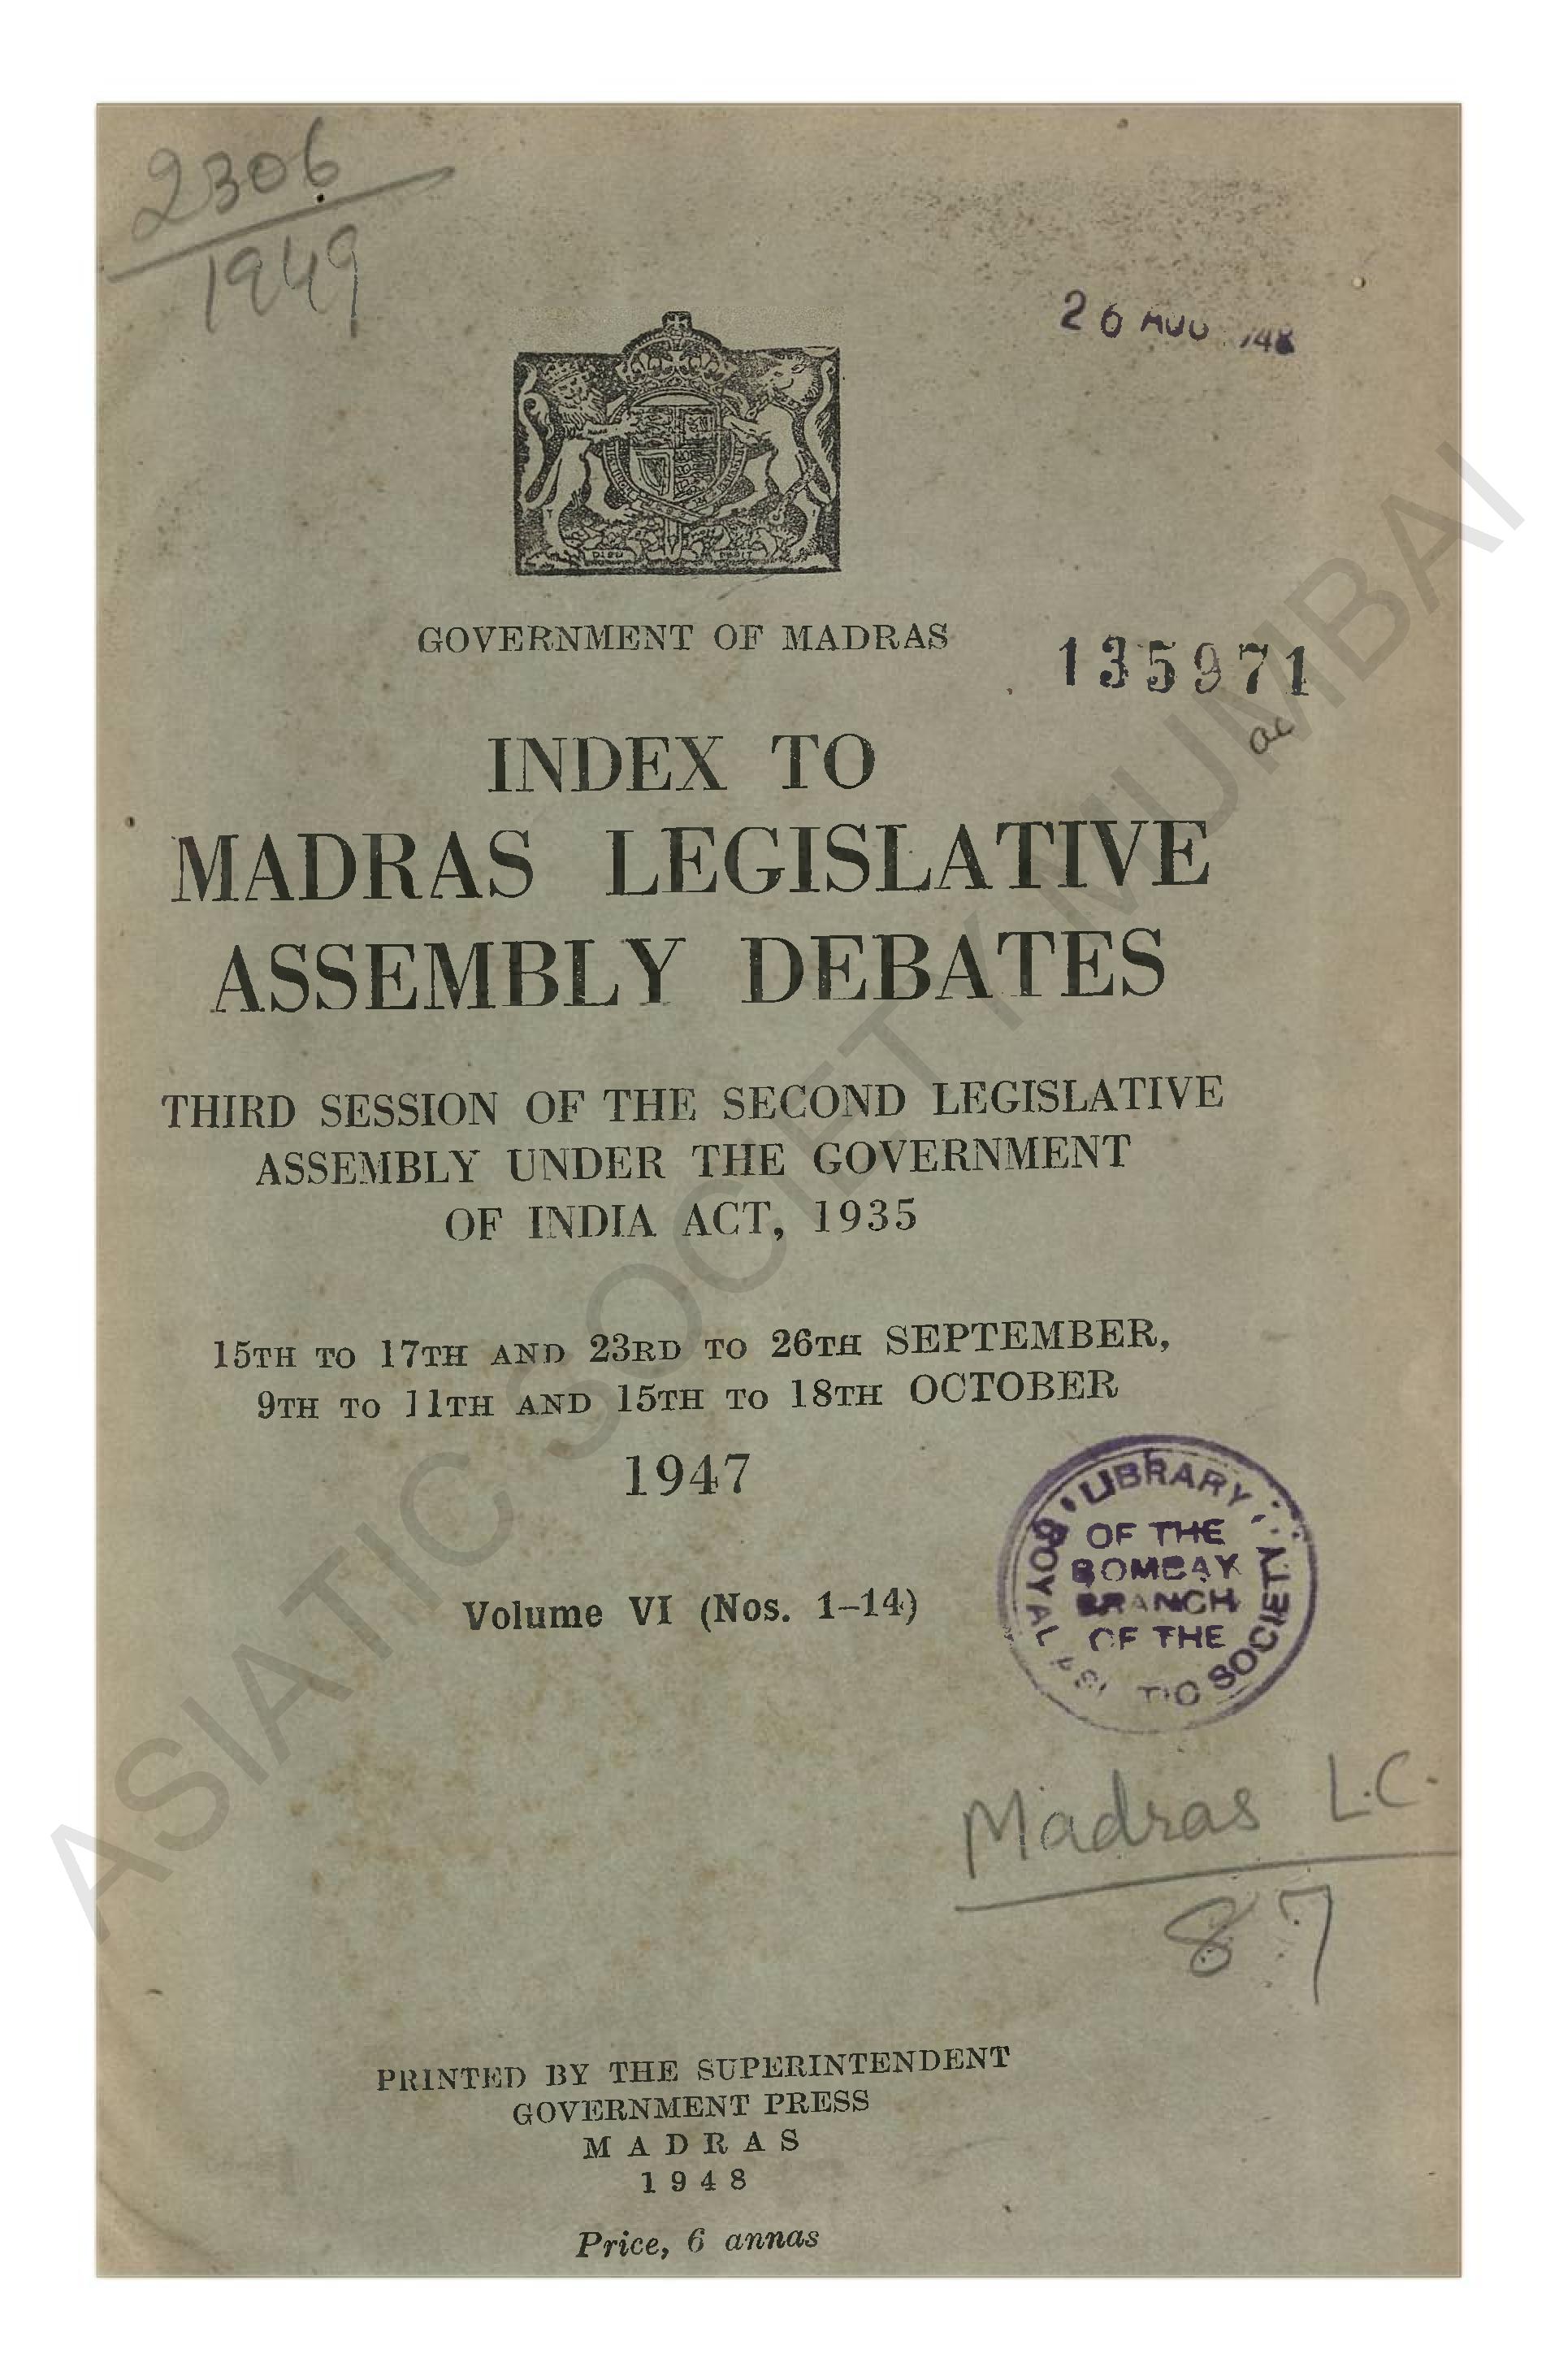 2306
1949
26 AUG 1948
GOVERNMENT OF MADRAS
135971
ac
INDEX TO
MADRAS LEGISLATIVE
ASSEMBLY DEBATES
THIRD SESSION OF THE SECOND LEGISLATIVE
ASSEMBLY UNDER THE GOVERNMENT
OF INDIA ACT, 1935
15TH TO 17TH AND 23RD TO 26TH SEPTEMBER,
9TH TO 11TH AND 15TH TO 18TH OCTOBER
1947
Volume VI (Nos. 1–14)
LIBRARY
OF THE
BOMBAY
BRANCH
OF THE
ROYAL ASIATIC SOCIETY
Madras L.C.
87
PRINTED BY THE SUPERINTENDENT
GOVERNMENT PRESS
MADRAS
1948
Price, 6 annas
ASIATIC SOCIETY MUMBAI